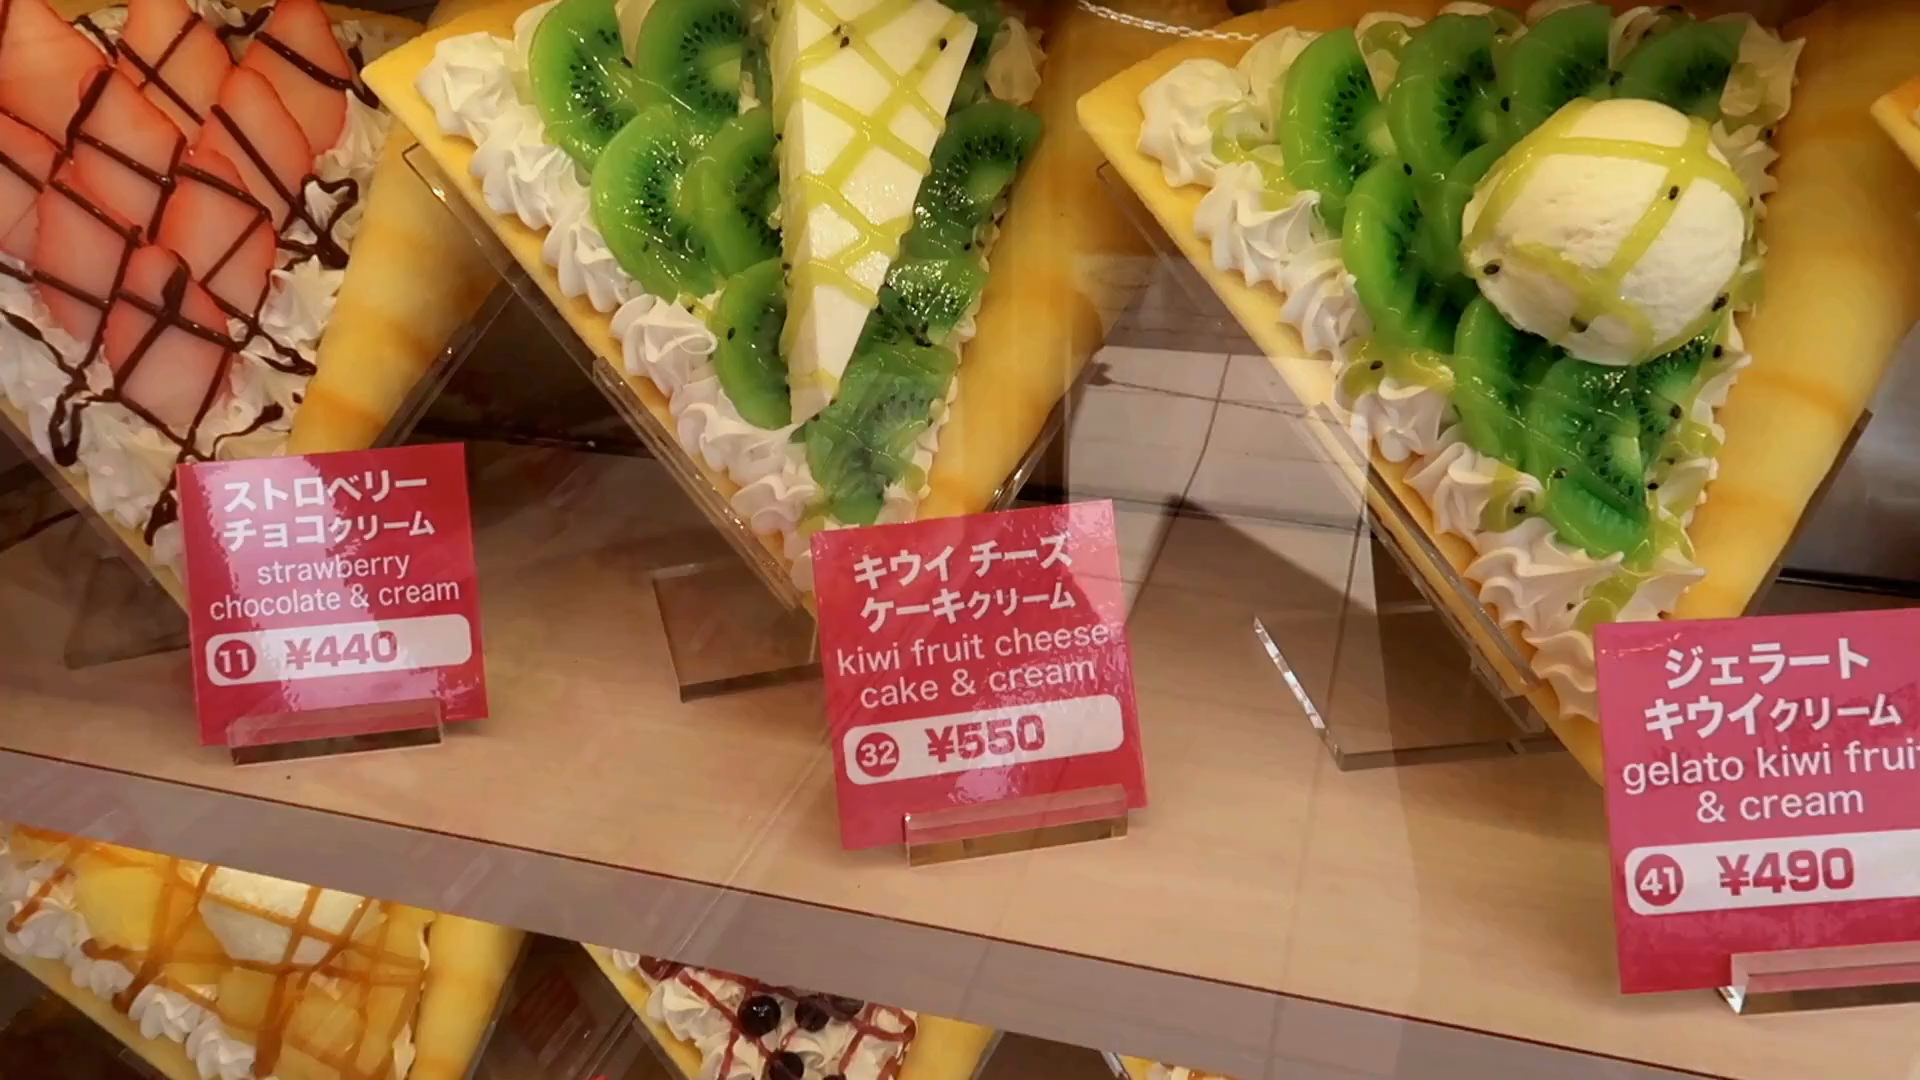 ストロベリー
チョコクリーム
strawberry
chocolate & cream
11 ¥440
キウイ チーズ
ケーキクリーム
kiwi fruit cheese
cake & cream
32 ¥550
ジェラート
キウイクリーム
gelato kiwi fruit
& cream
41 ¥490